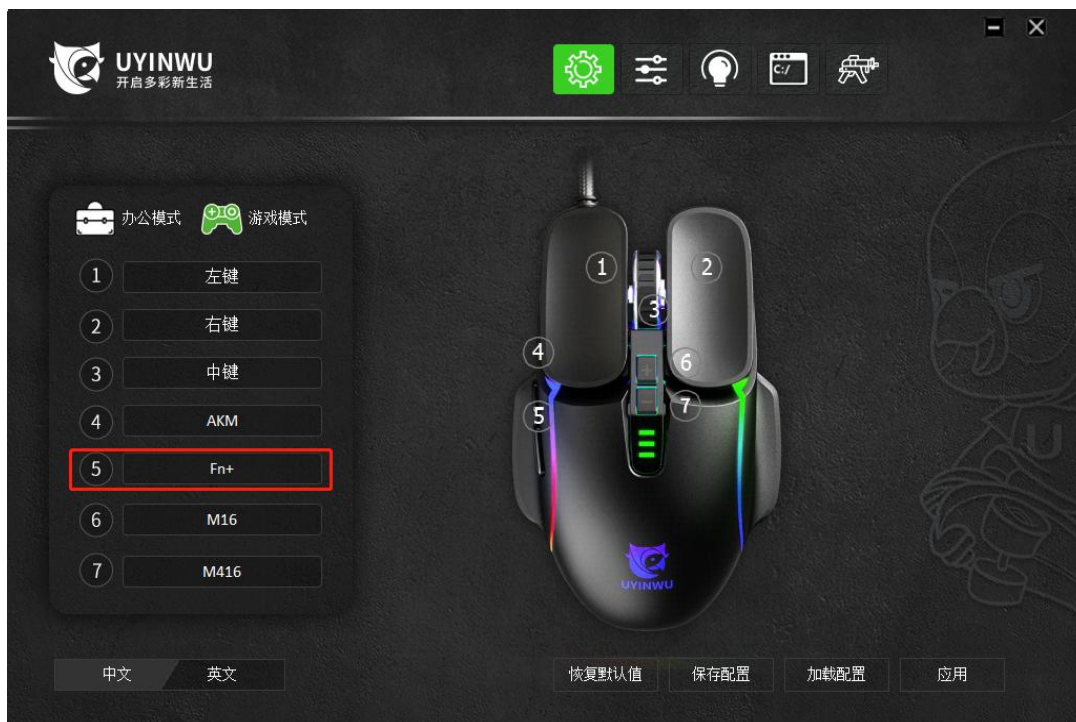 UYINWU
开启多彩新生活
C:/
办公模式 游戏模式
1 左键
2 右键
3 中键
4 AKM
5 Fn+
6 M16
7 M416
1 2
3
4 6
+
5 7
-
UYINWU
U
中文 英文
恢复默认值 保存配置 加载配置 应用